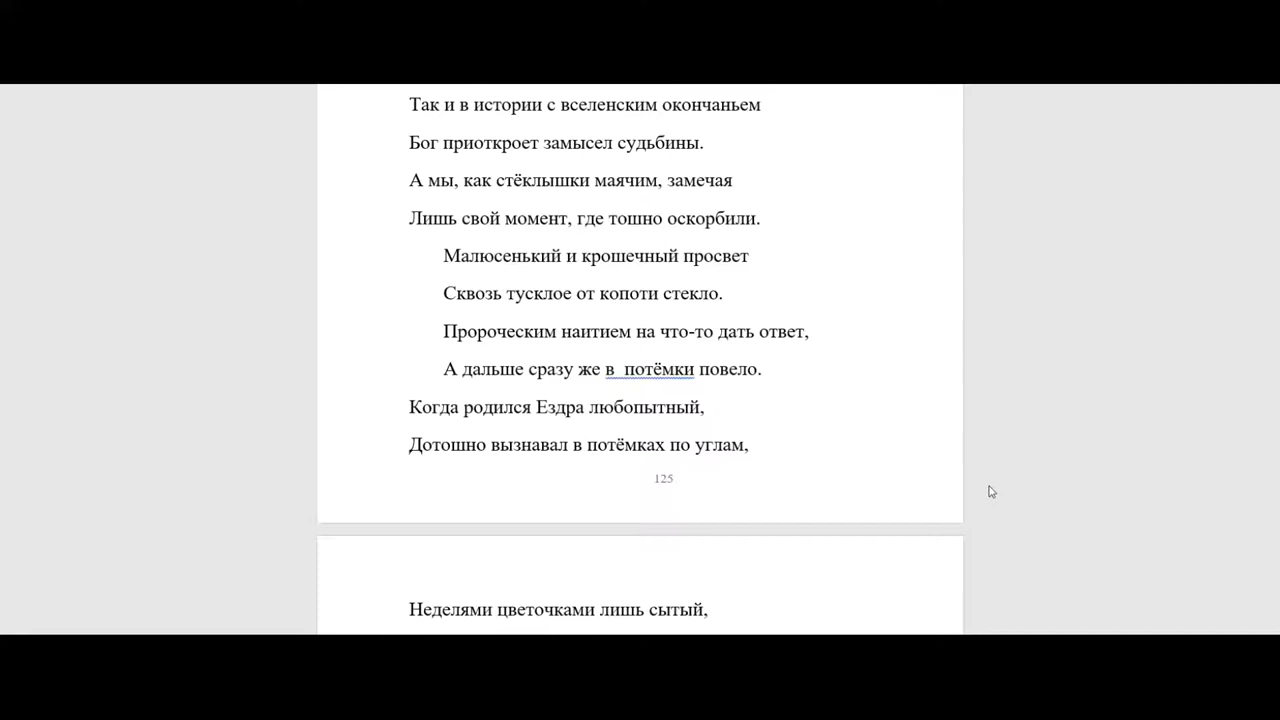 Так и в истории с вселенским окончаньем
Бог приоткроет замысел судьбины.
А мы, как стёклышки маячим, замечая
Лишь свой момент, где тошно оскорбили.
Малюсенький и крошечный просвет
Сквозь тусклое от копоти стекло.
Пророческим наитием на что-то дать ответ,
А дальше сразу же в  потёмки повело.
Когда родился Ездра любопытный,
Дотошно вызнавал в потёмках по углам,
125
Неделями цветочками лишь сытый,